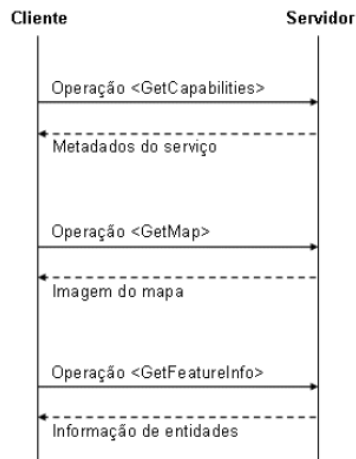 Cliente Servidor
Operação <GetCapabilities>
Metadados do serviço
Operação <GetMap>
Imagem do mapa
Operação <GetFeatureInfo>
Informação de entidades